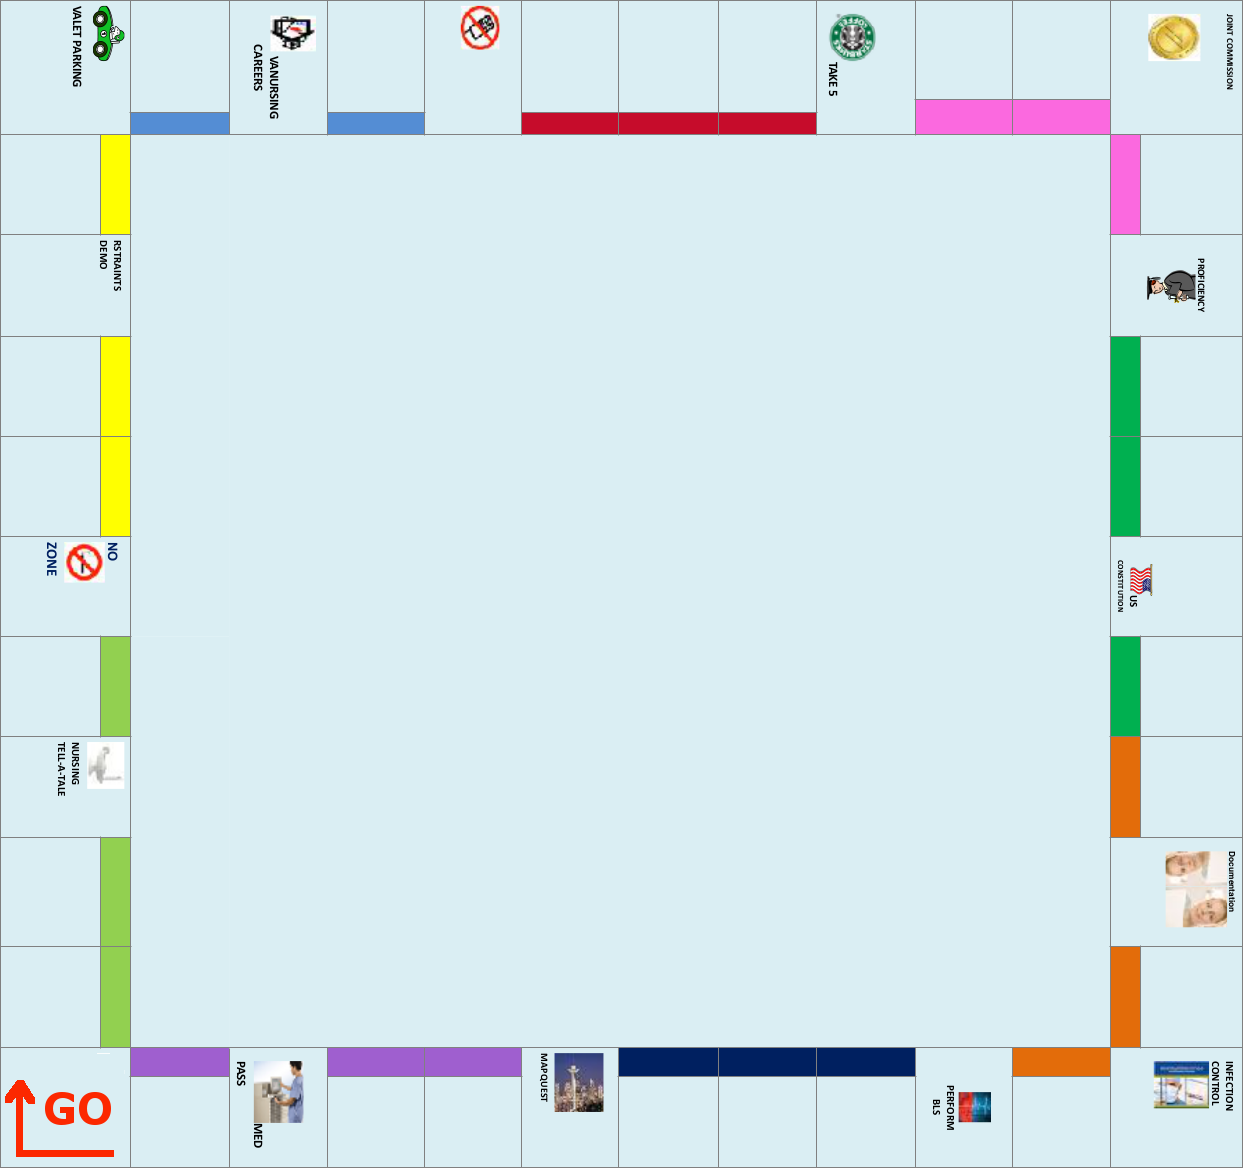 VALET PARKING
VANURSING
CAREERS
TAKE 5
JOINT COMMISSION
RSTRAINTS
DEMO
PROFICIENCY
NO
ZONE
US
CONSTITUTION
NURSING
TELL-A-TALE
Documentation
GO
PASS
MED
MAPQUEST
PERFORM
BLS
INFECTION
CONTROL